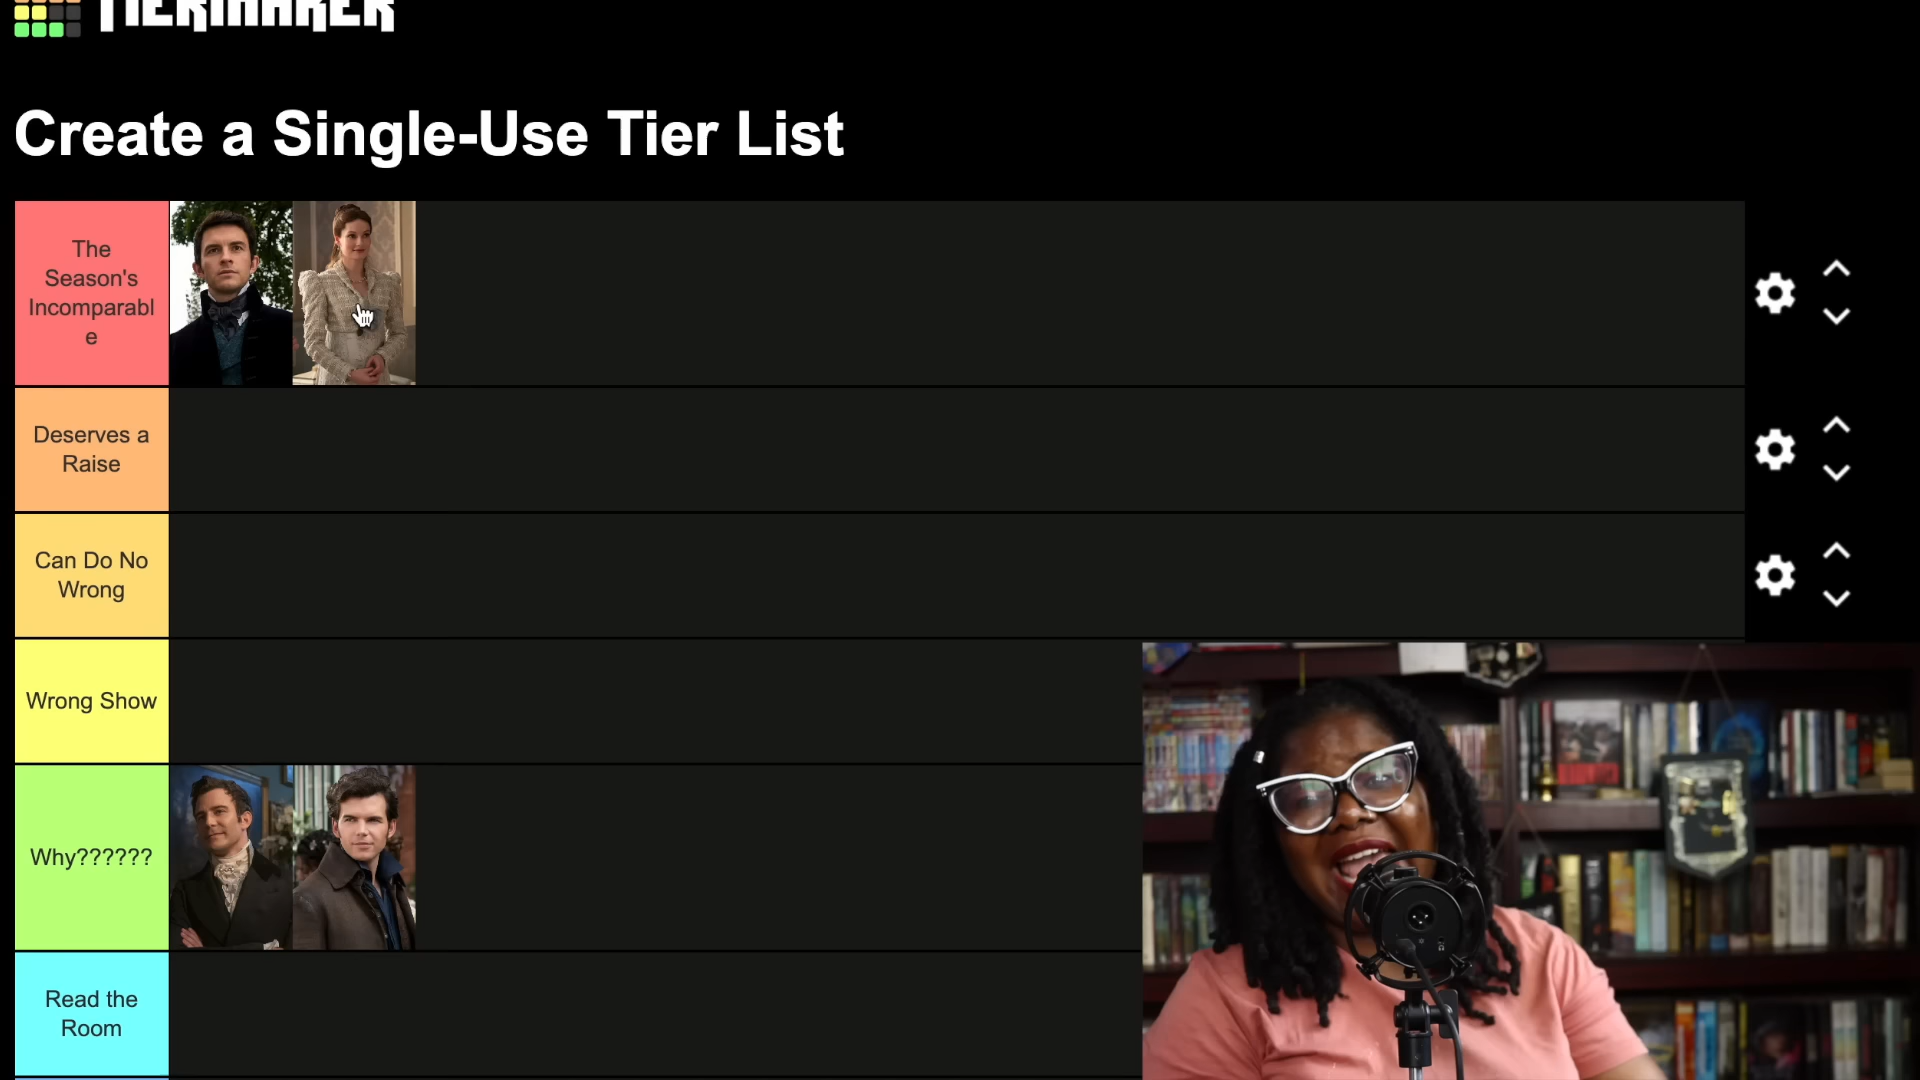 TIERMAKER
Create a Single-Use Tier List
The
Season's
Incomparabl
e
Deserves a
Raise
Can Do No
Wrong
Wrong Show
Why??????
Read the
Room